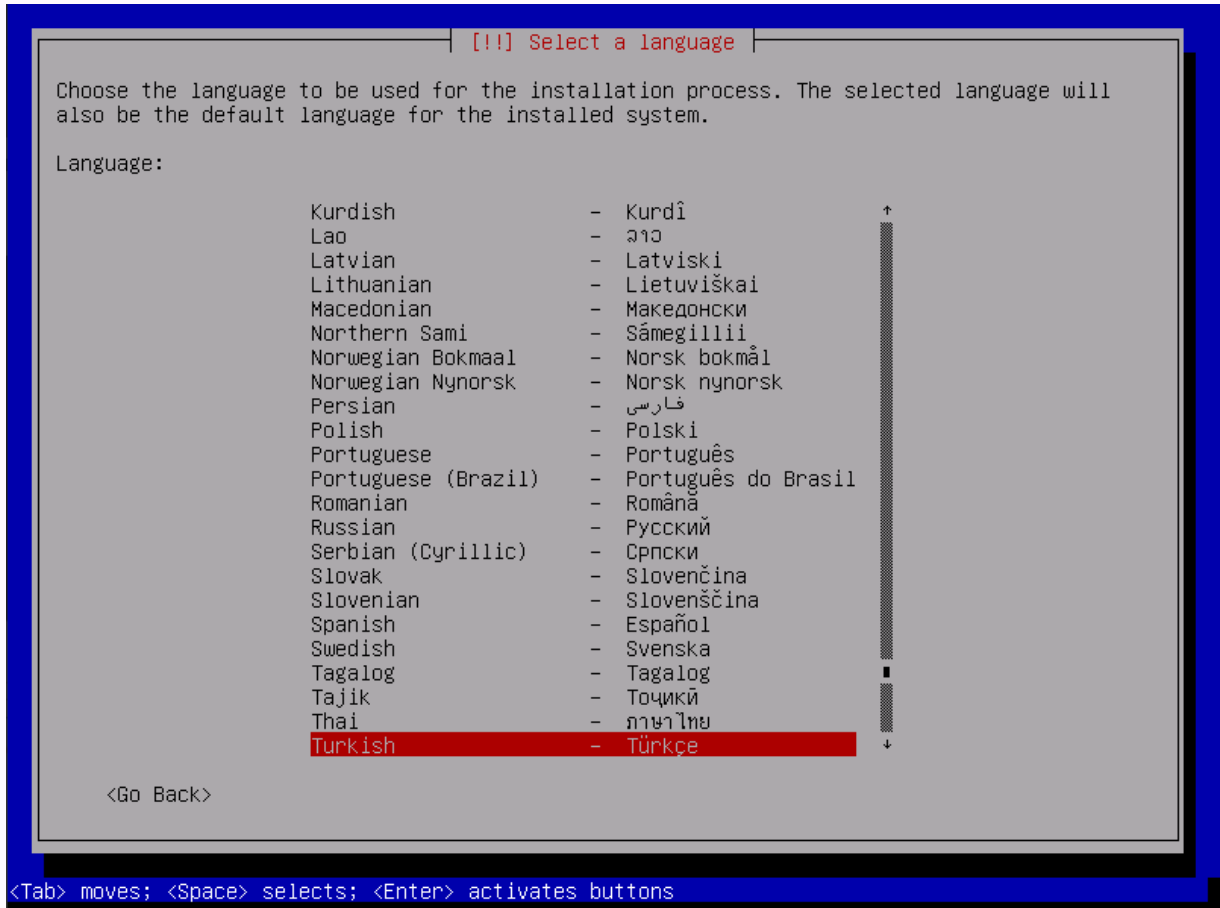 [!!] Select a language
Choose the language to be used for the installation process. The selected language will
also be the default language for the installed system.
Language:
Kurdish - Kurdî
Lao - ລາວ
Latvian - Latviski
Lithuanian - Lietuviškai
Macedonian - Македонски
Northern Sami - Sámegillii
Norwegian Bokmaal - Norsk bokmål
Norwegian Nynorsk - Norsk nynorsk
Persian - فارسی
Polish - Polski
Portuguese - Português
Portuguese (Brazil) - Português do Brasil
Romanian - Română
Russian - Русский
Serbian (Cyrillic) - Српски
Slovak - Slovenčina
Slovenian - Slovenščina
Spanish - Español
Swedish - Svenska
Tagalog - Tagalog
Tajik - Тоҷикӣ
Thai - ภาษาไทย
Turkish - Türkçe
<Go Back>
<Tab> moves; <Space> selects; <Enter> activates buttons